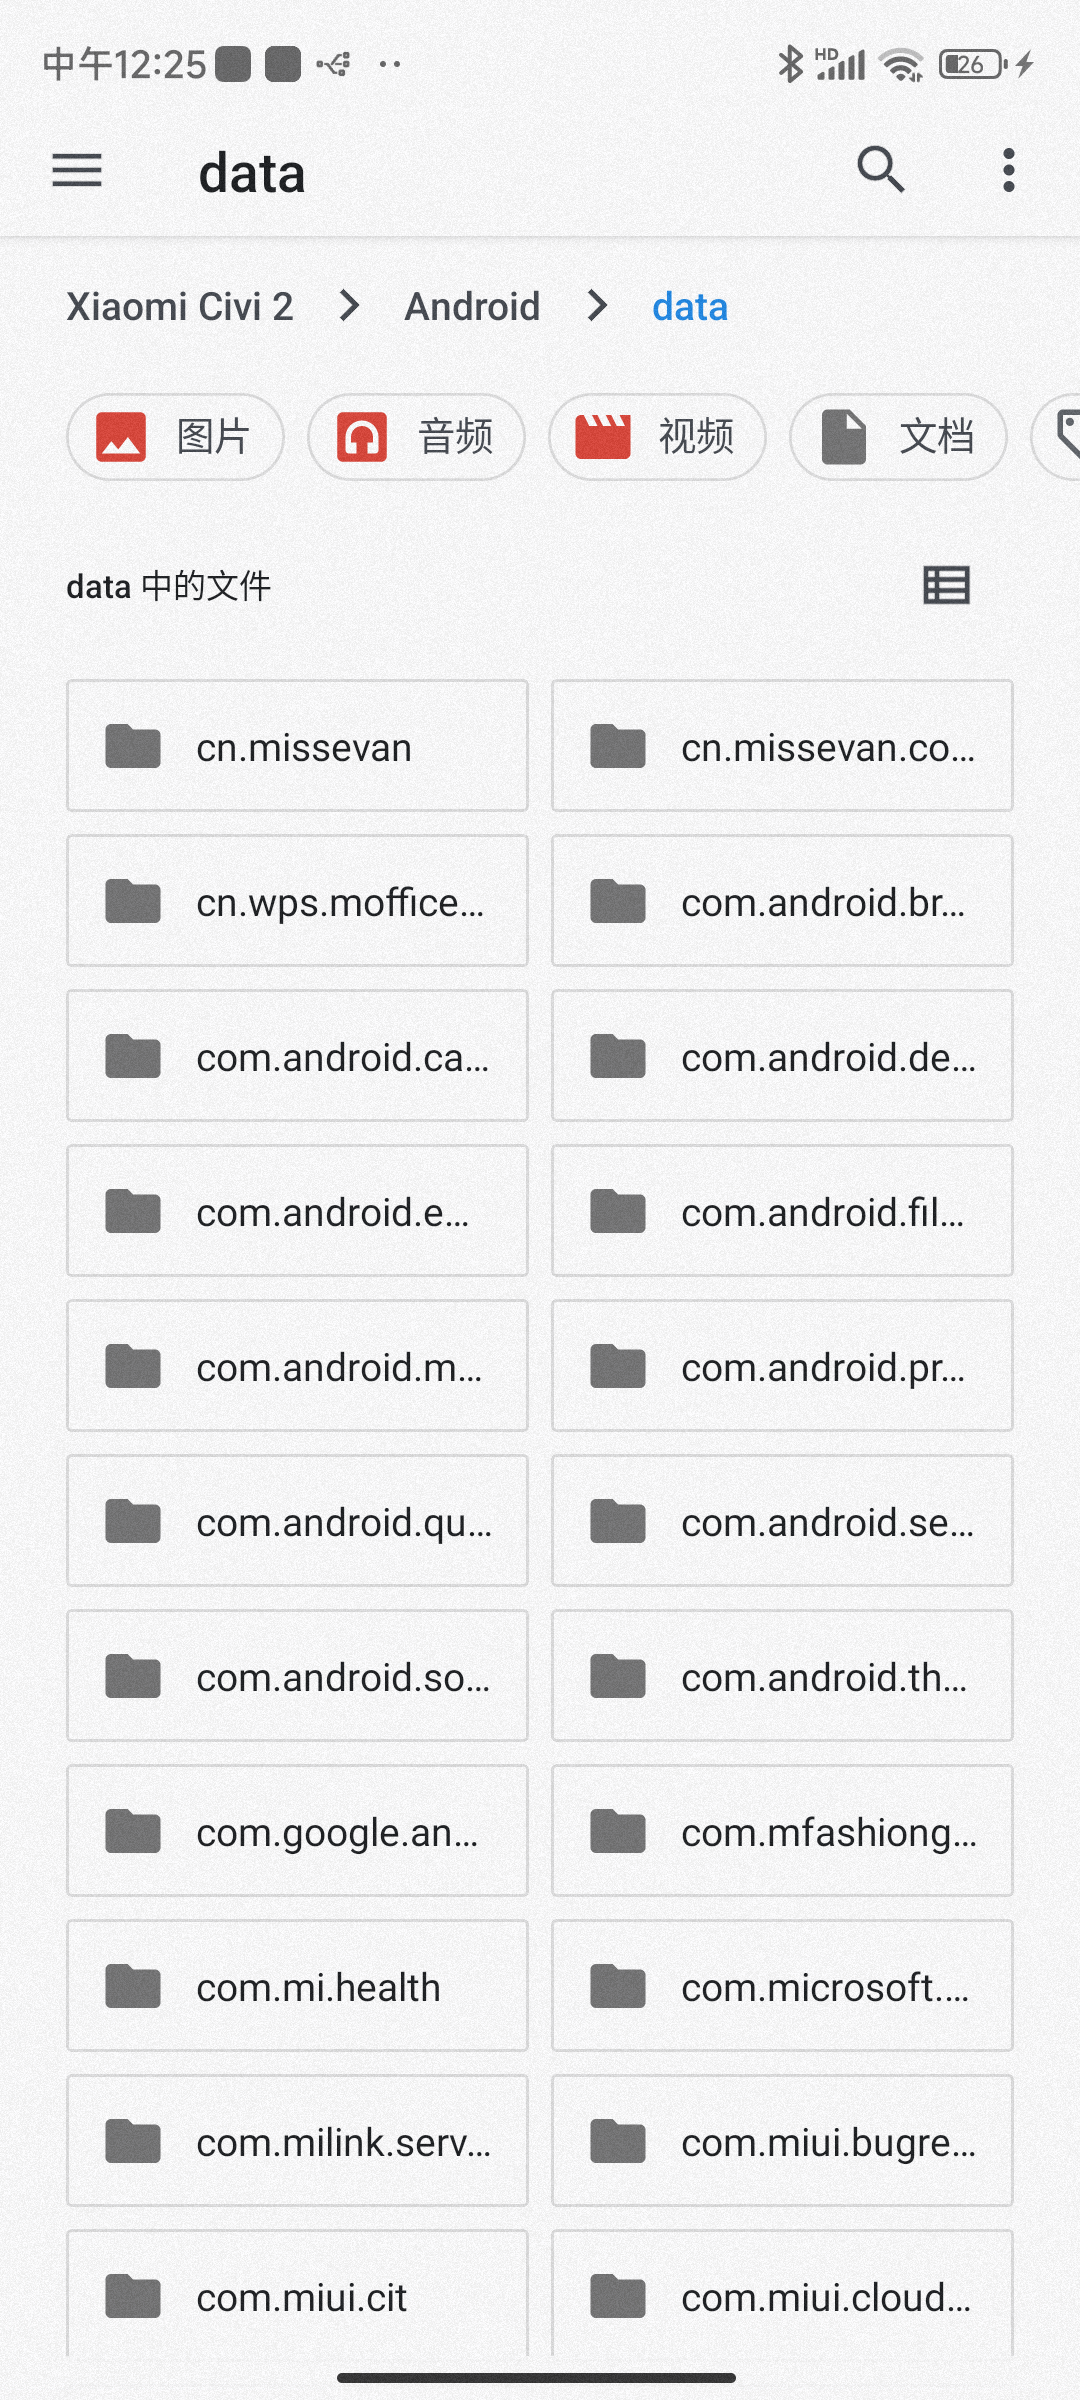 中午12:25 HD 26
data
Xiaomi Civi 2 Android data
图片 音频 视频 文档
data 中的文件
cn.missevan cn.missevan.co...
cn.wps.moffice... com.android.br...
com.android.ca... com.android.de...
com.android.e... com.android.fil...
com.android.m... com.android.pr...
com.android.qu... com.android.se...
com.android.so... com.android.th...
com.google.an... com.mfashiong...
com.mi.health com.microsoft....
com.milink.serv... com.miui.bugre...
com.miui.cit com.miui.cloud...